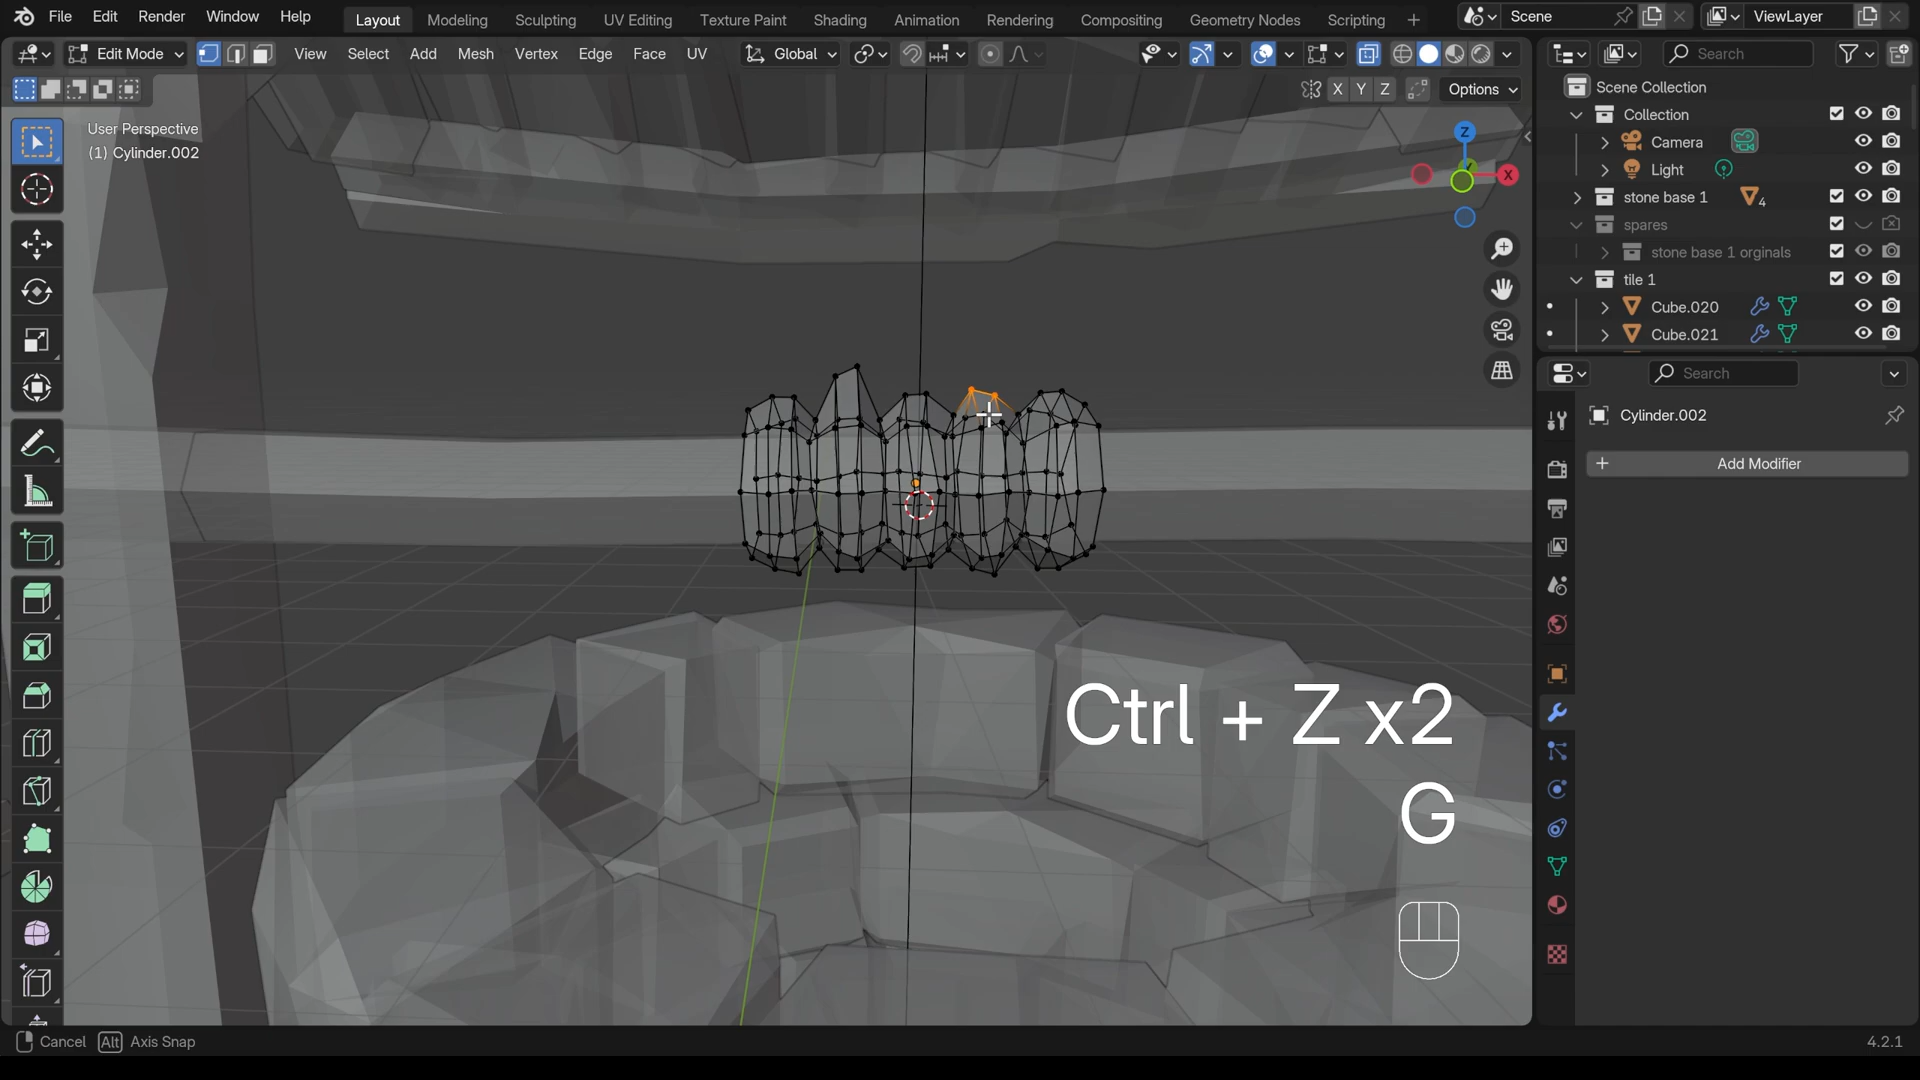 File Edit Render Window Help Layout Modeling Sculpting UV Editing Texture Paint Shading Animation Rendering Compositing Geometry Nodes Scripting Scene ViewLayer
Edit Mode View Select Add Mesh Vertex Edge Face UV Global Search
X Y Z Options
User Perspective
(1) Cylinder.002
Z
X
Scene Collection
Collection
Camera
Light
stone base 1 4
spares
stone base 1 orginals
tile 1
Cube.020
Cube.021
Search
Cylinder.002
Add Modifier
Ctrl + Z x2
G
Cancel Alt Axis Snap 4.2.1